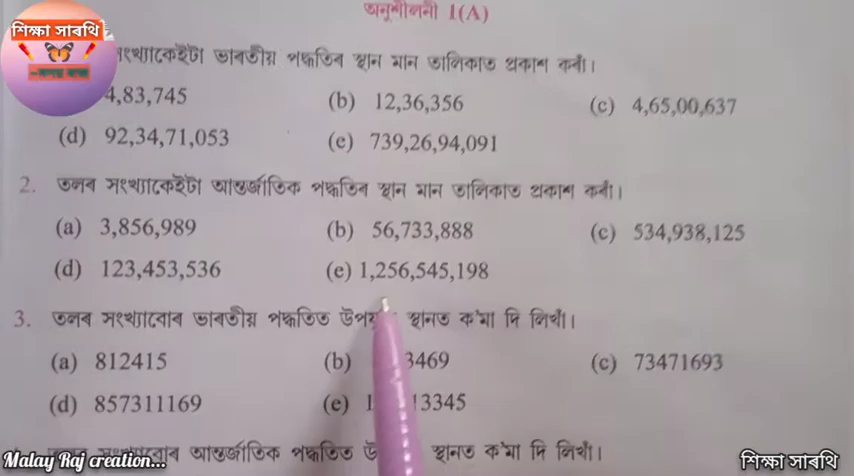 অনুশীলনী 1(A)
শিক্ষা সাৰথি
সংখ্যাকেইটা ভাৰতীয় পদ্ধতিৰ স্থান মান তালিকাত প্ৰকাশ কৰাঁ।
4,83,745 (b) 12,36,356 (c) 4,65,00,637
(d) 92,34,71,053 (e) 739,26,94,091
2. তলৰ সংখ্যাকেইটা আন্তৰ্জাতিক পদ্ধতিৰ স্থান মান তালিকাত প্ৰকাশ কৰাঁ।
(a) 3,856,989 (b) 56,733,888 (c) 534,938,125
(d) 123,453,536 (e) 1,256,545,198
3. তলৰ সংখ্যাবোৰ ভাৰতীয় পদ্ধতিত স্থানত ক'মা দি লিখাঁ।
(a) 812415 (b) 3469 (c) 73471693
(d) 857311169 (e) 1 13345
আন্তৰ্জাতিক পদ্ধতিত স্থানত ক'মা দি লিখাঁ।
Malay Raj creation... শিক্ষা সাৰথি